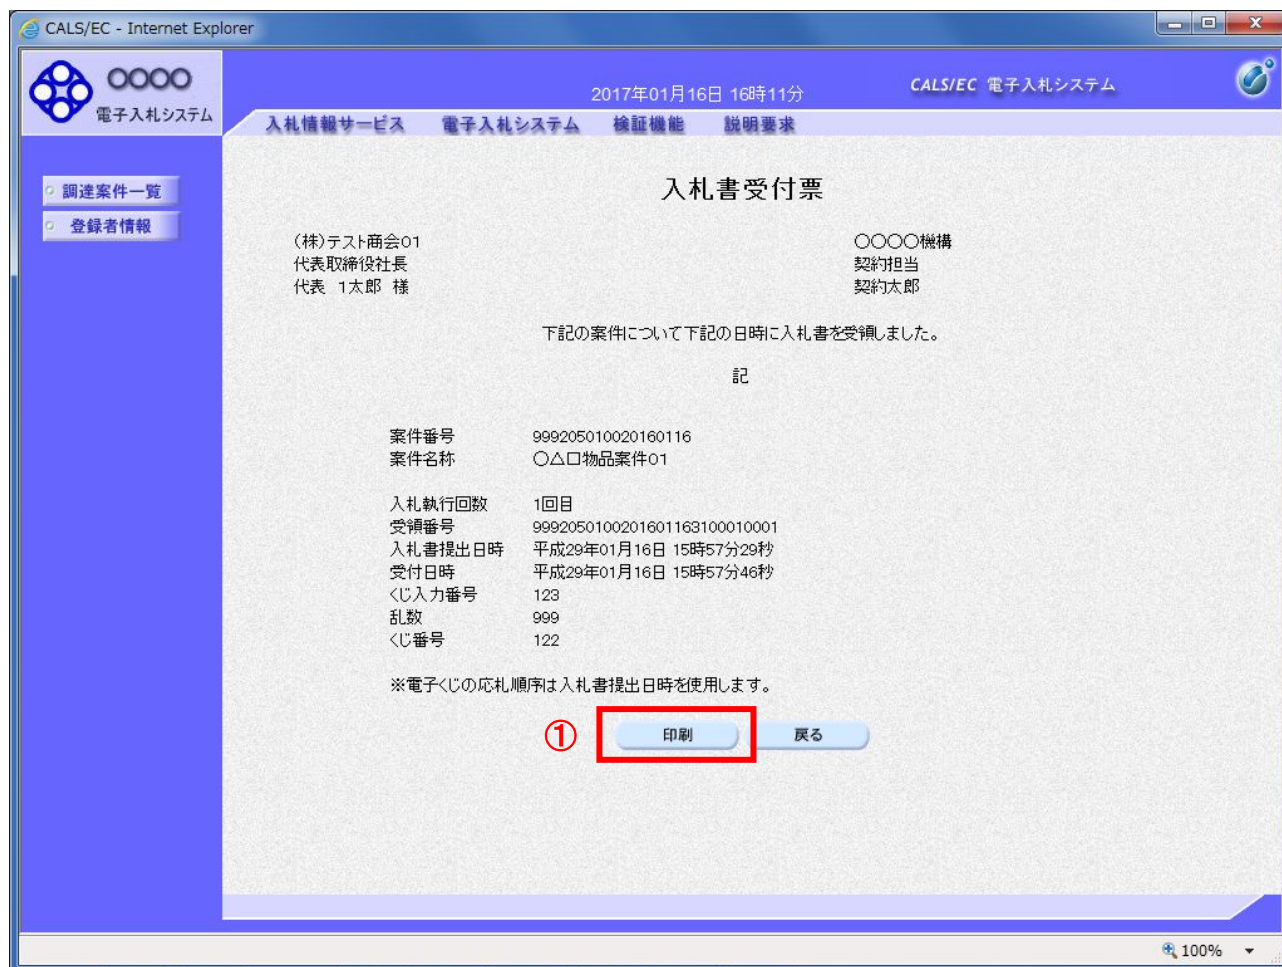 CALS/EC - Internet Explorer
〇〇〇〇
電子入札システム
2017年01月16日 16時11分
CALS/EC 電子入札システム
入札情報サービス 電子入札システム 検証機能 説明要求
調達案件一覧
登録者情報
入札書受付票
(株)テスト商会01
代表取締役社長
代表 1太郎 様
〇〇〇〇機構
契約担当
契約太郎
下記の案件について下記の日時に入札書を受領しました。
記
案件番号 999205010020160116
案件名称 〇△口物品案件01
入札執行回数 1回目
受領番号 9992050100201601163100010001
入札書提出日時 平成29年01月16日 15時57分29秒
受付日時 平成29年01月16日 15時57分46秒
くじ入力番号 123
乱数 999
くじ番号 122
※電子くじの応札順序は入札書提出日時を使用します。
① 印刷 戻る
100%